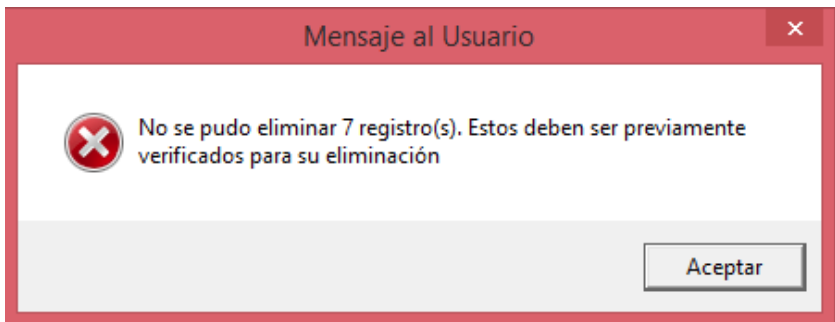 Mensaje al Usuario
No se pudo eliminar 7 registro(s). Estos deben ser previamente
verificados para su eliminación
Aceptar